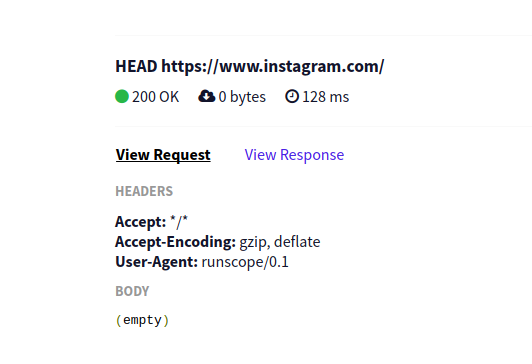 HEAD https://www.instagram.com/
200 OK 0 bytes 128 ms
View Request View Response
HEADERS
Accept: */*
Accept-Encoding: gzip, deflate
User-Agent: runscope/0.1
BODY
(empty)